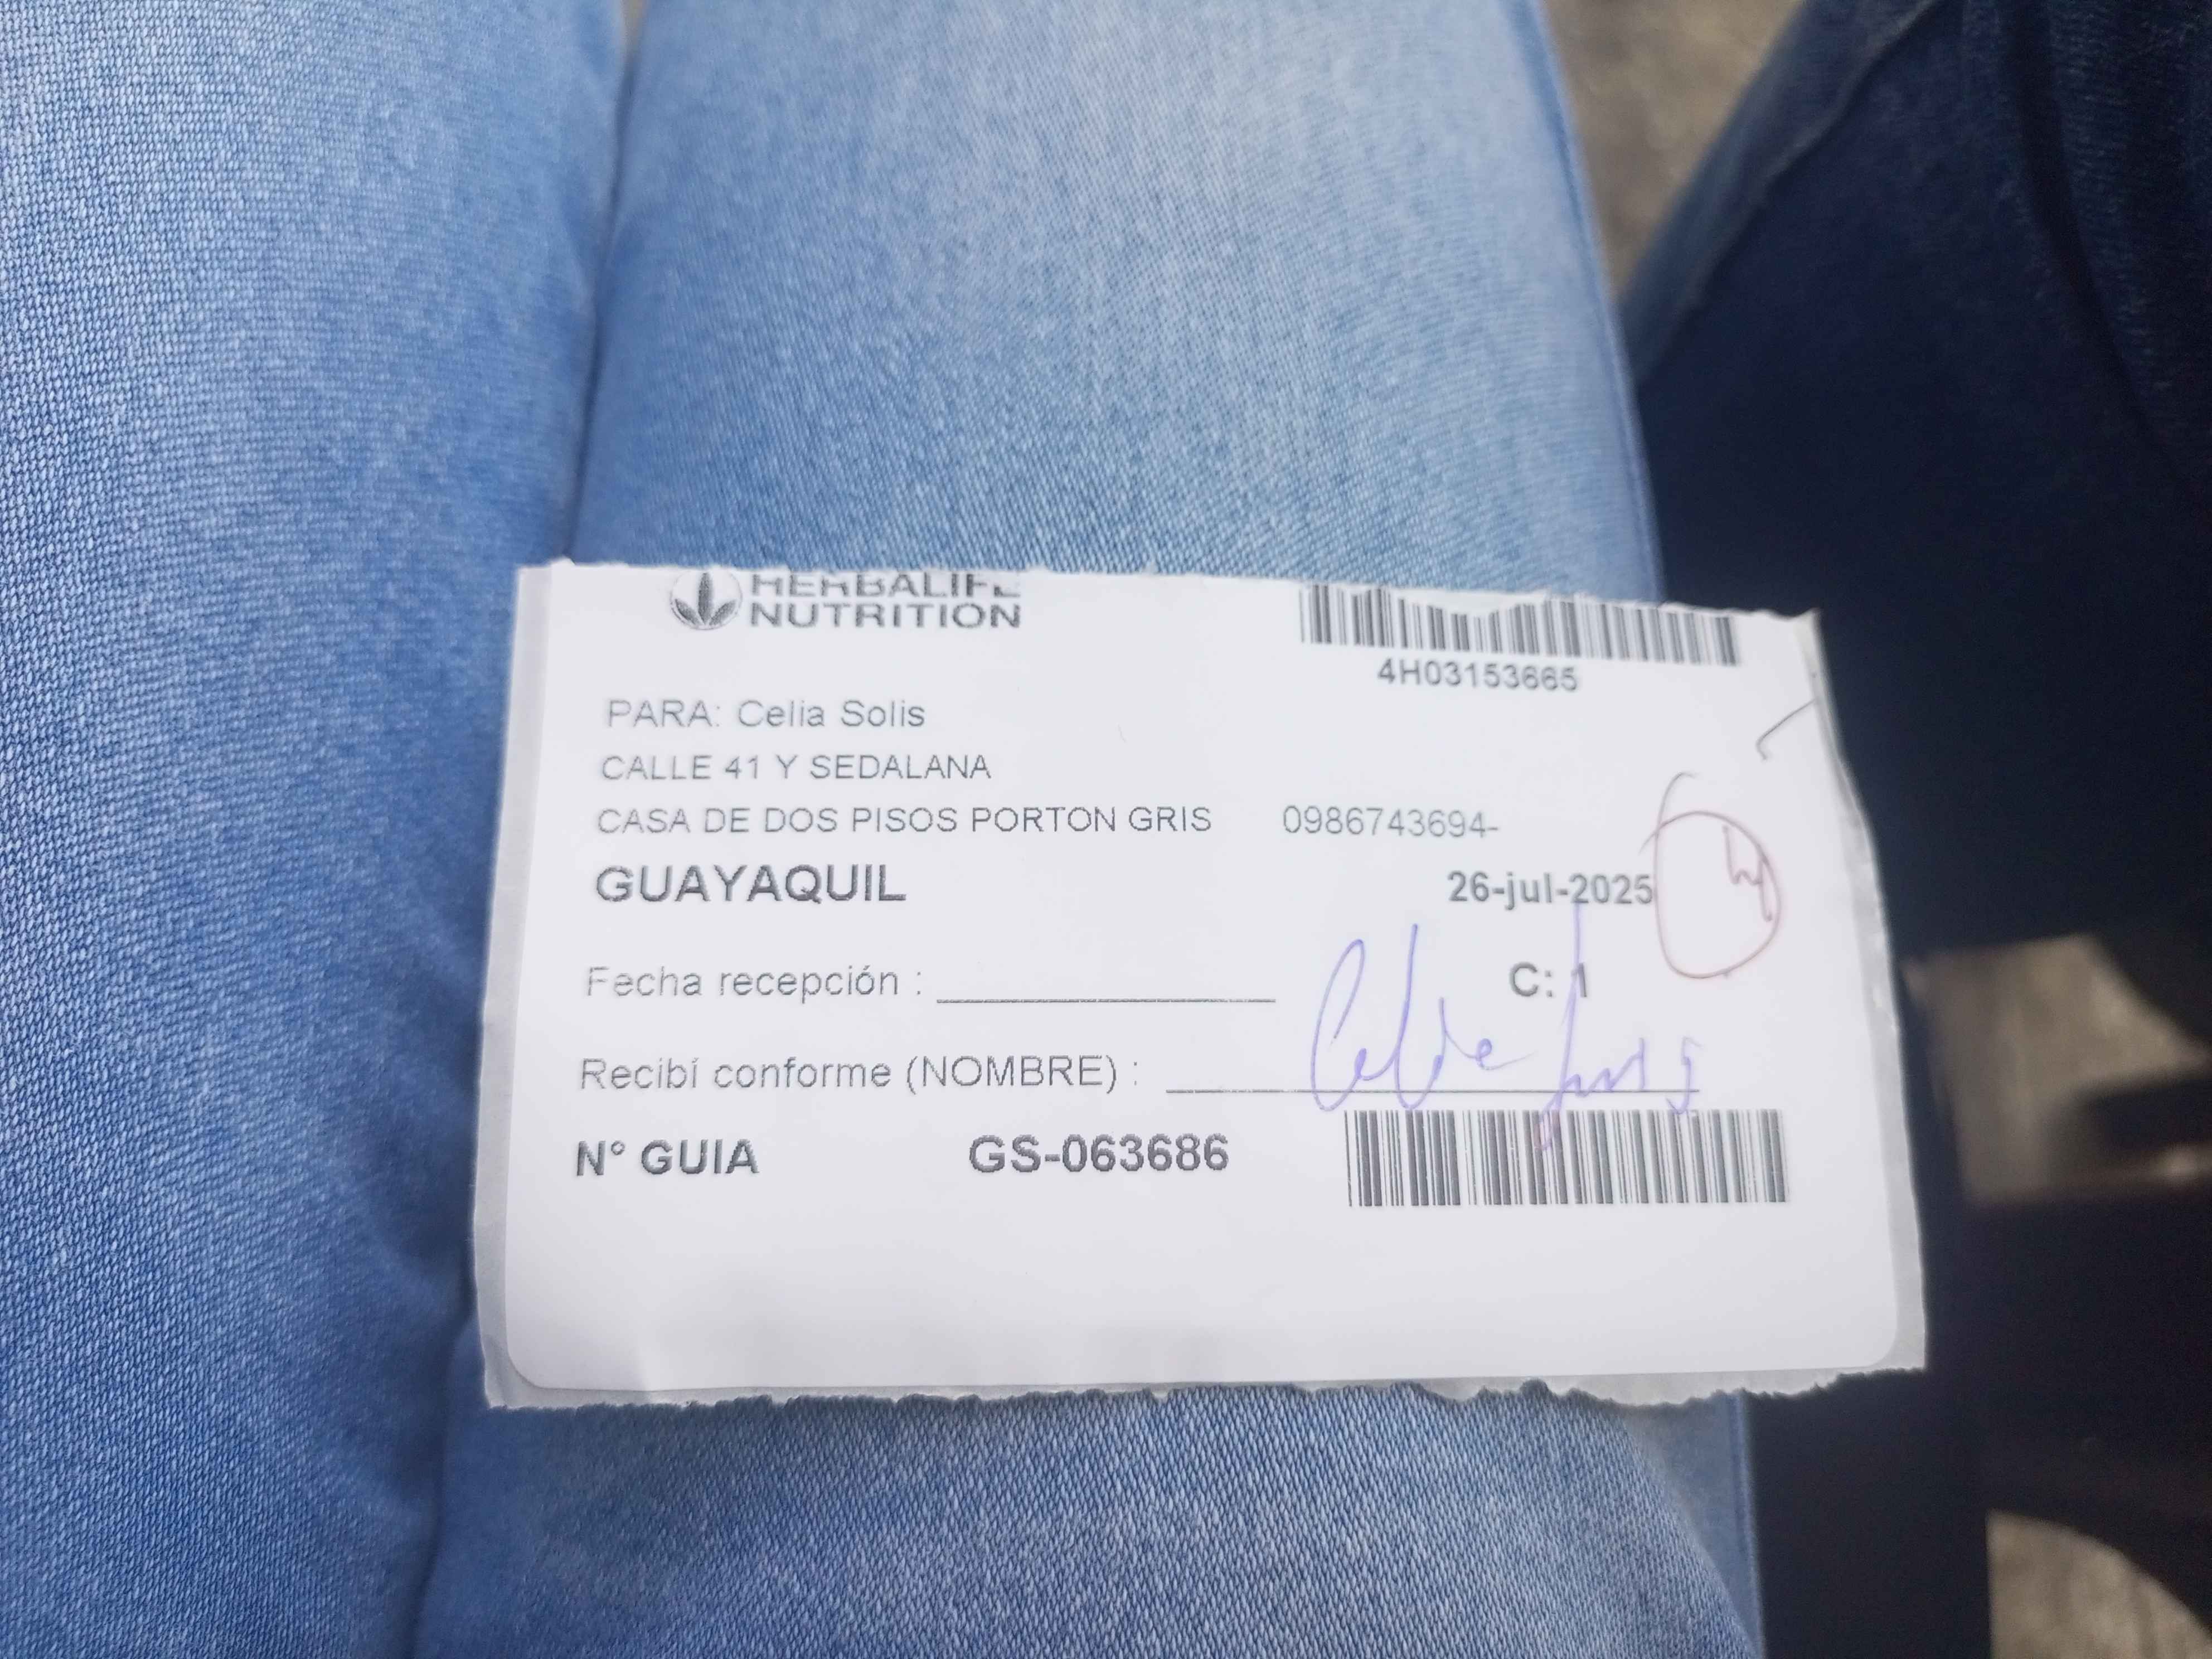 HERBALIFE
NUTRITION
4H03153665
PARA: Celia Solis
CALLE 41 Y SEDALANA
CASA DE DOS PISOS PORTON GRIS 0986743694-
GUAYAQUIL 26-jul-2025
Fecha recepción : C: 1
Recibí conforme (NOMBRE) :
N° GUIA GS-063686